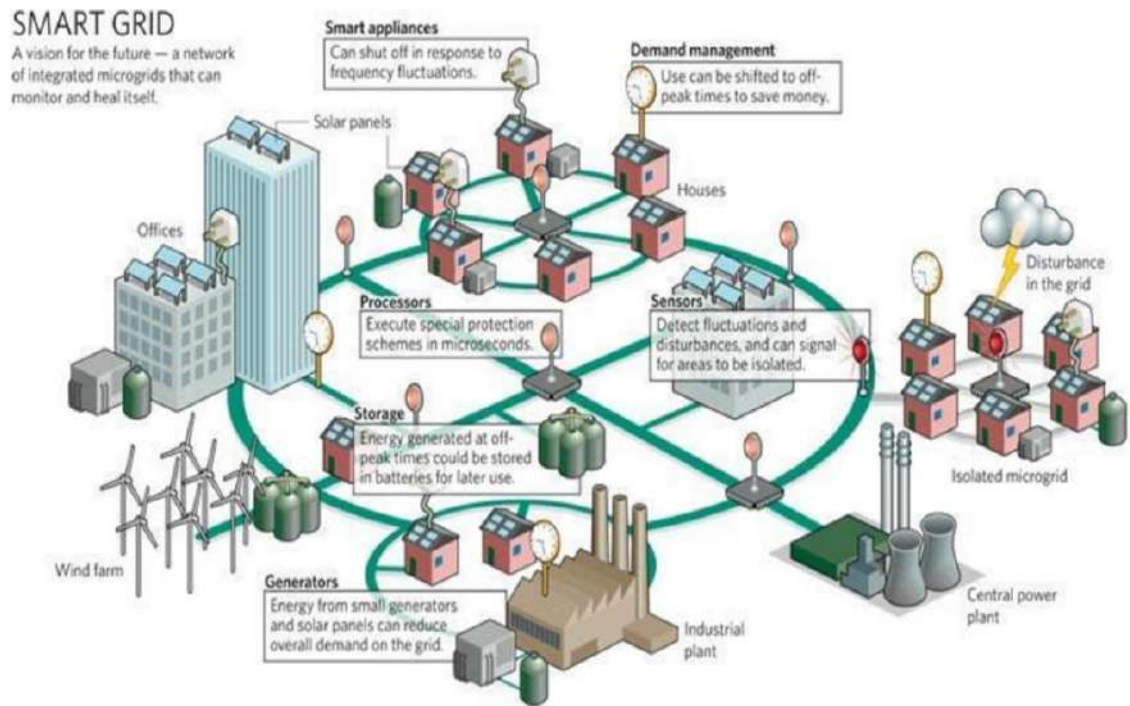 SMART GRID
A vision for the future — a network
of integrated microgrids that can
monitor and heal itself.
Smart appliances
Can shut off in response to
frequency fluctuations.
Demand management
Use can be shifted to off-
peak times to save money.
Solar panels
Houses
Offices
Disturbance
in the grid
Processors
Execute special protection
schemes in microseconds.
Sensors
Detect fluctuations and
disturbances, and can signal
for areas to be isolated.
Storage
Energy generated at off-
peak times could be stored
in batteries for later use.
Isolated microgrid
Wind farm
Generators
Energy from small generators
and solar panels can reduce
overall demand on the grid.
Industrial
plant
Central power
plant